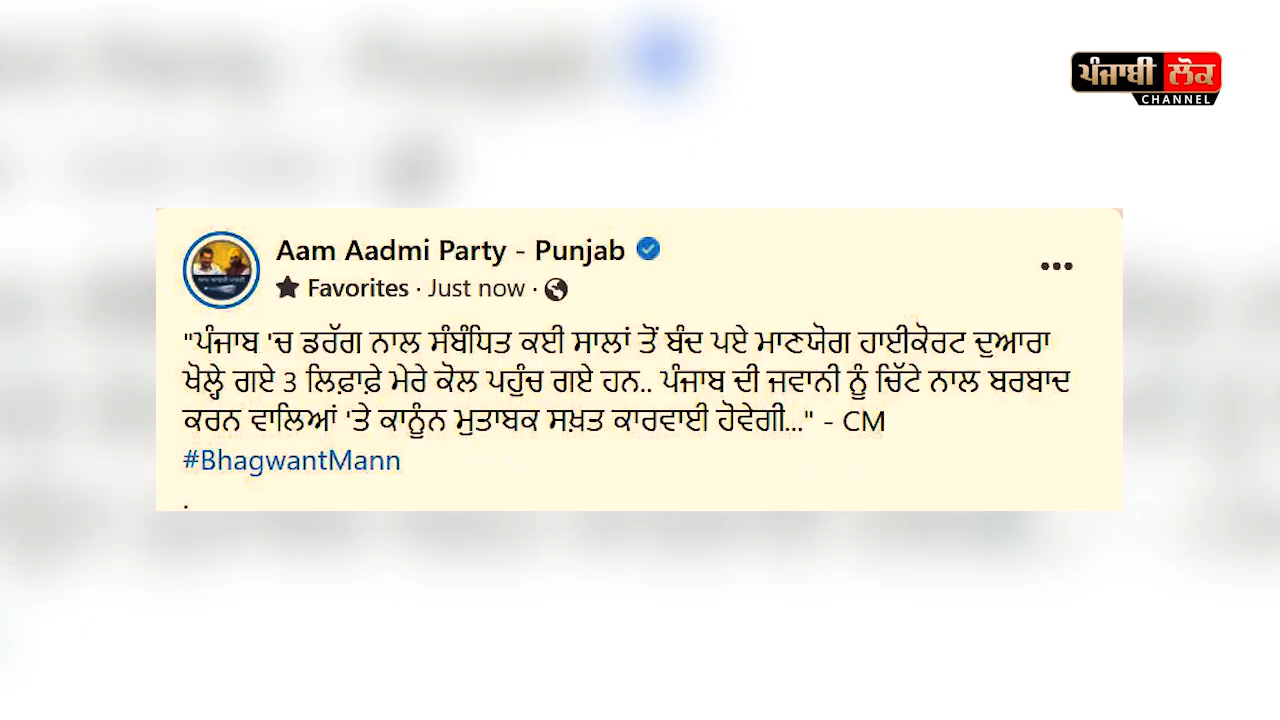 ਪੰਜਾਬੀ ਲੋਕ
CHANNEL
Aam Aadmi Party - Punjab
Favorites · Just now ·
"ਪੰਜਾਬ 'ਚ ਡਰੱਗ ਨਾਲ ਸੰਬੰਧਿਤ ਕਈ ਸਾਲਾਂ ਤੋਂ ਬੰਦ ਪਏ ਮਾਣਯੋਗ ਹਾਈਕੋਰਟ ਦੁਆਰਾ
ਖੋਲ੍ਹੇ ਗਏ 3 ਲਿਫ਼ਾਫ਼ੇ ਮੇਰੇ ਕੋਲ ਪਹੁੰਚ ਗਏ ਹਨ.. ਪੰਜਾਬ ਦੀ ਜਵਾਨੀ ਨੂੰ ਚਿੱਟੇ ਨਾਲ ਬਰਬਾਦ
ਕਰਨ ਵਾਲਿਆਂ 'ਤੇ ਕਾਨੂੰਨ ਮੁਤਾਬਕ ਸਖ਼ਤ ਕਾਰਵਾਈ ਹੋਵੇਗੀ..." - CM
#BhagwantMann
.